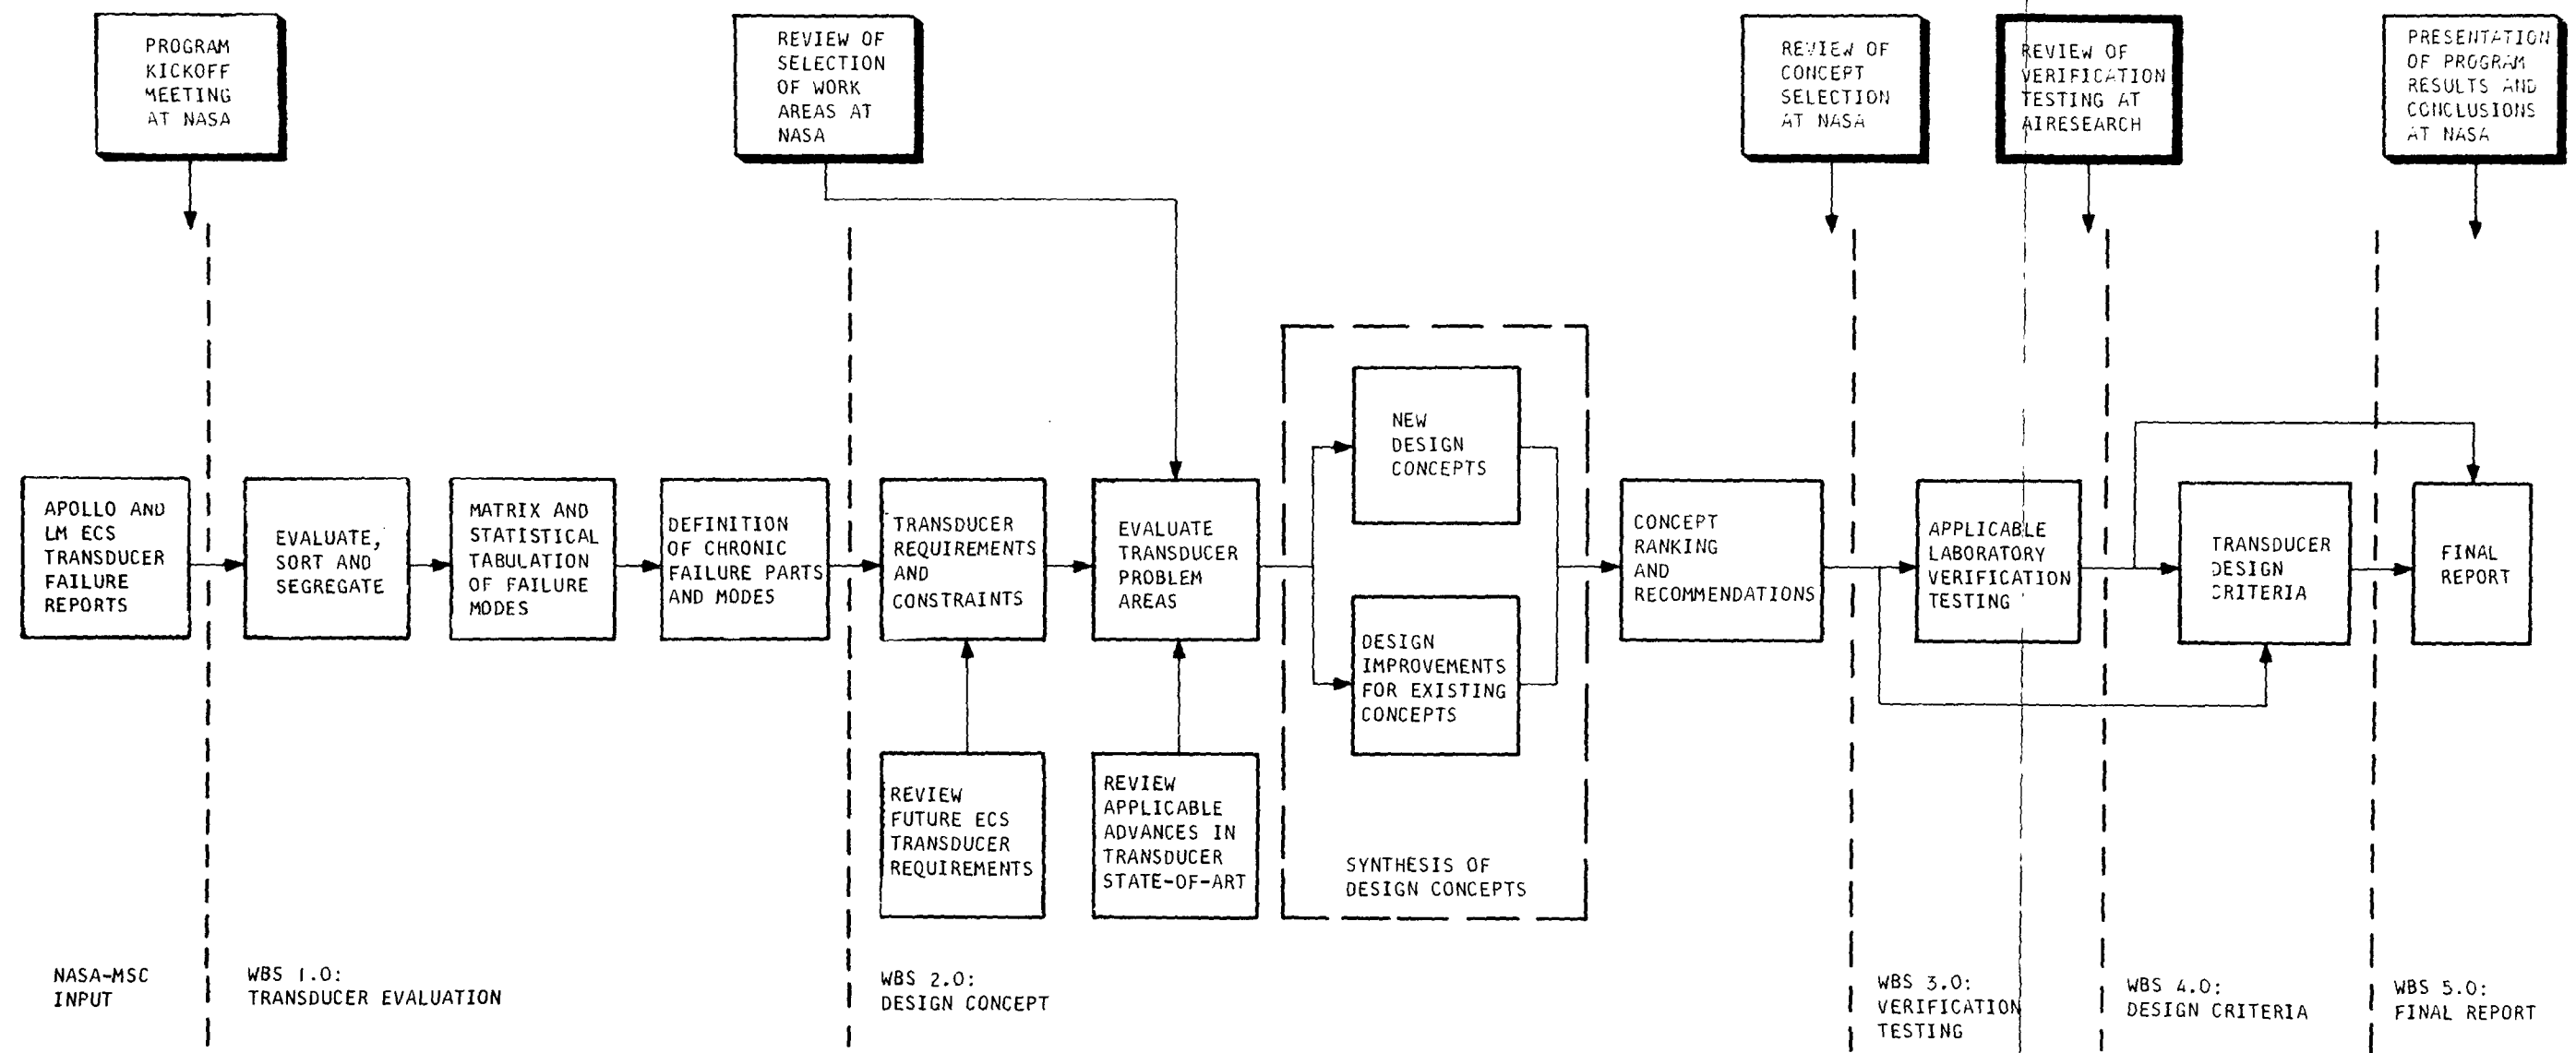 PROGRAM
KICKOFF
MEETING
AT NASA
REVIEW OF
SELECTION
OF WORK
AREAS AT
NASA
REVIEW OF
CONCEPT
SELECTION
AT NASA
REVIEW OF
VERIFICATION
TESTING AT
AIRESEARCH
PRESENTATION
OF PROGRAM
RESULTS AND
CONCLUSIONS
AT NASA
APOLLO AND
LM ECS
TRANSDUCER
FAILURE
REPORTS
EVALUATE,
SORT AND
SEGREGATE
MATRIX AND
STATISTICAL
TABULATION
OF FAILURE
MODES
DEFINITION
OF CHRONIC
FAILURE PARTS
AND MODES
TRANSDUCER
REQUIREMENTS
AND
CONSTRAINTS
EVALUATE
TRANSDUCER
PROBLEM
AREAS
NEW
DESIGN
CONCEPTS
DESIGN
IMPROVEMENTS
FOR EXISTING
CONCEPTS
CONCEPT
RANKING
AND
RECOMMENDATIONS
APPLICABLE
LABORATORY
VERIFICATION
TESTING
TRANSDUCER
DESIGN
CRITERIA
FINAL
REPORT
REVIEW
FUTURE ECS
TRANSDUCER
REQUIREMENTS
REVIEW
APPLICABLE
ADVANCES IN
TRANSDUCER
STATE-OF-ART
SYNTHESIS OF
DESIGN CONCEPTS
NASA-MSC
INPUT
WBS 1.0:
TRANSDUCER EVALUATION
WBS 2.0:
DESIGN CONCEPT
WBS 3.0:
VERIFICATION
TESTING
WBS 4.0:
DESIGN CRITERIA
WBS 5.0:
FINAL REPORT